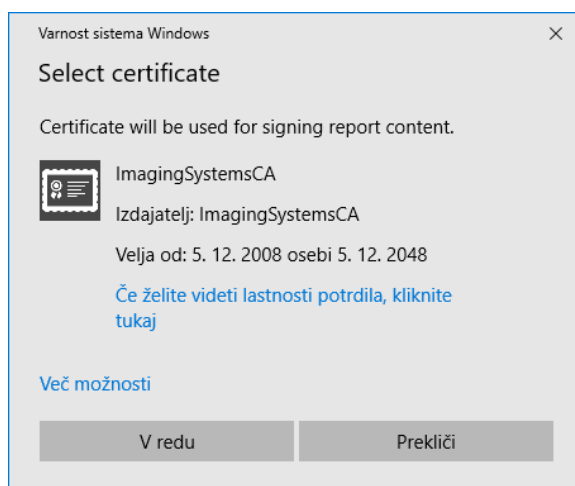 Varnost sistema Windows
Select certificate
Certificate will be used for signing report content.
ImagingSystemsCA
Izdajatelj: ImagingSystemsCA
Velja od: 5. 12. 2008 osebi 5. 12. 2048
Če želite videti lastnosti potrdila, kliknite
tukaj
Več možnosti
V redu
Prekliči